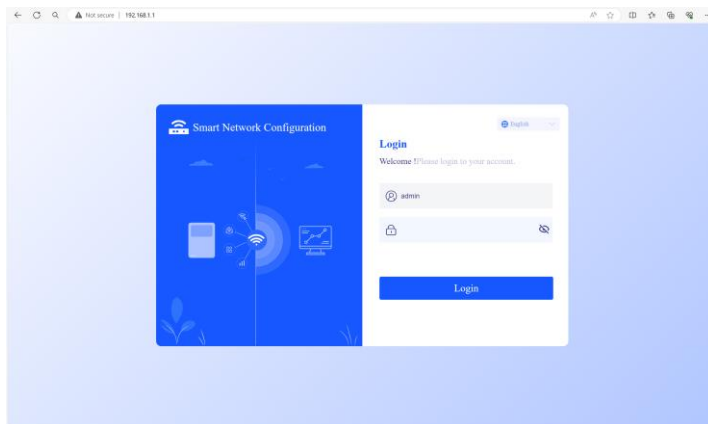 Not secure | 192.168.1.1
Smart Network Configuration
English
Login
Welcome !Please login to your account.
admin
Login